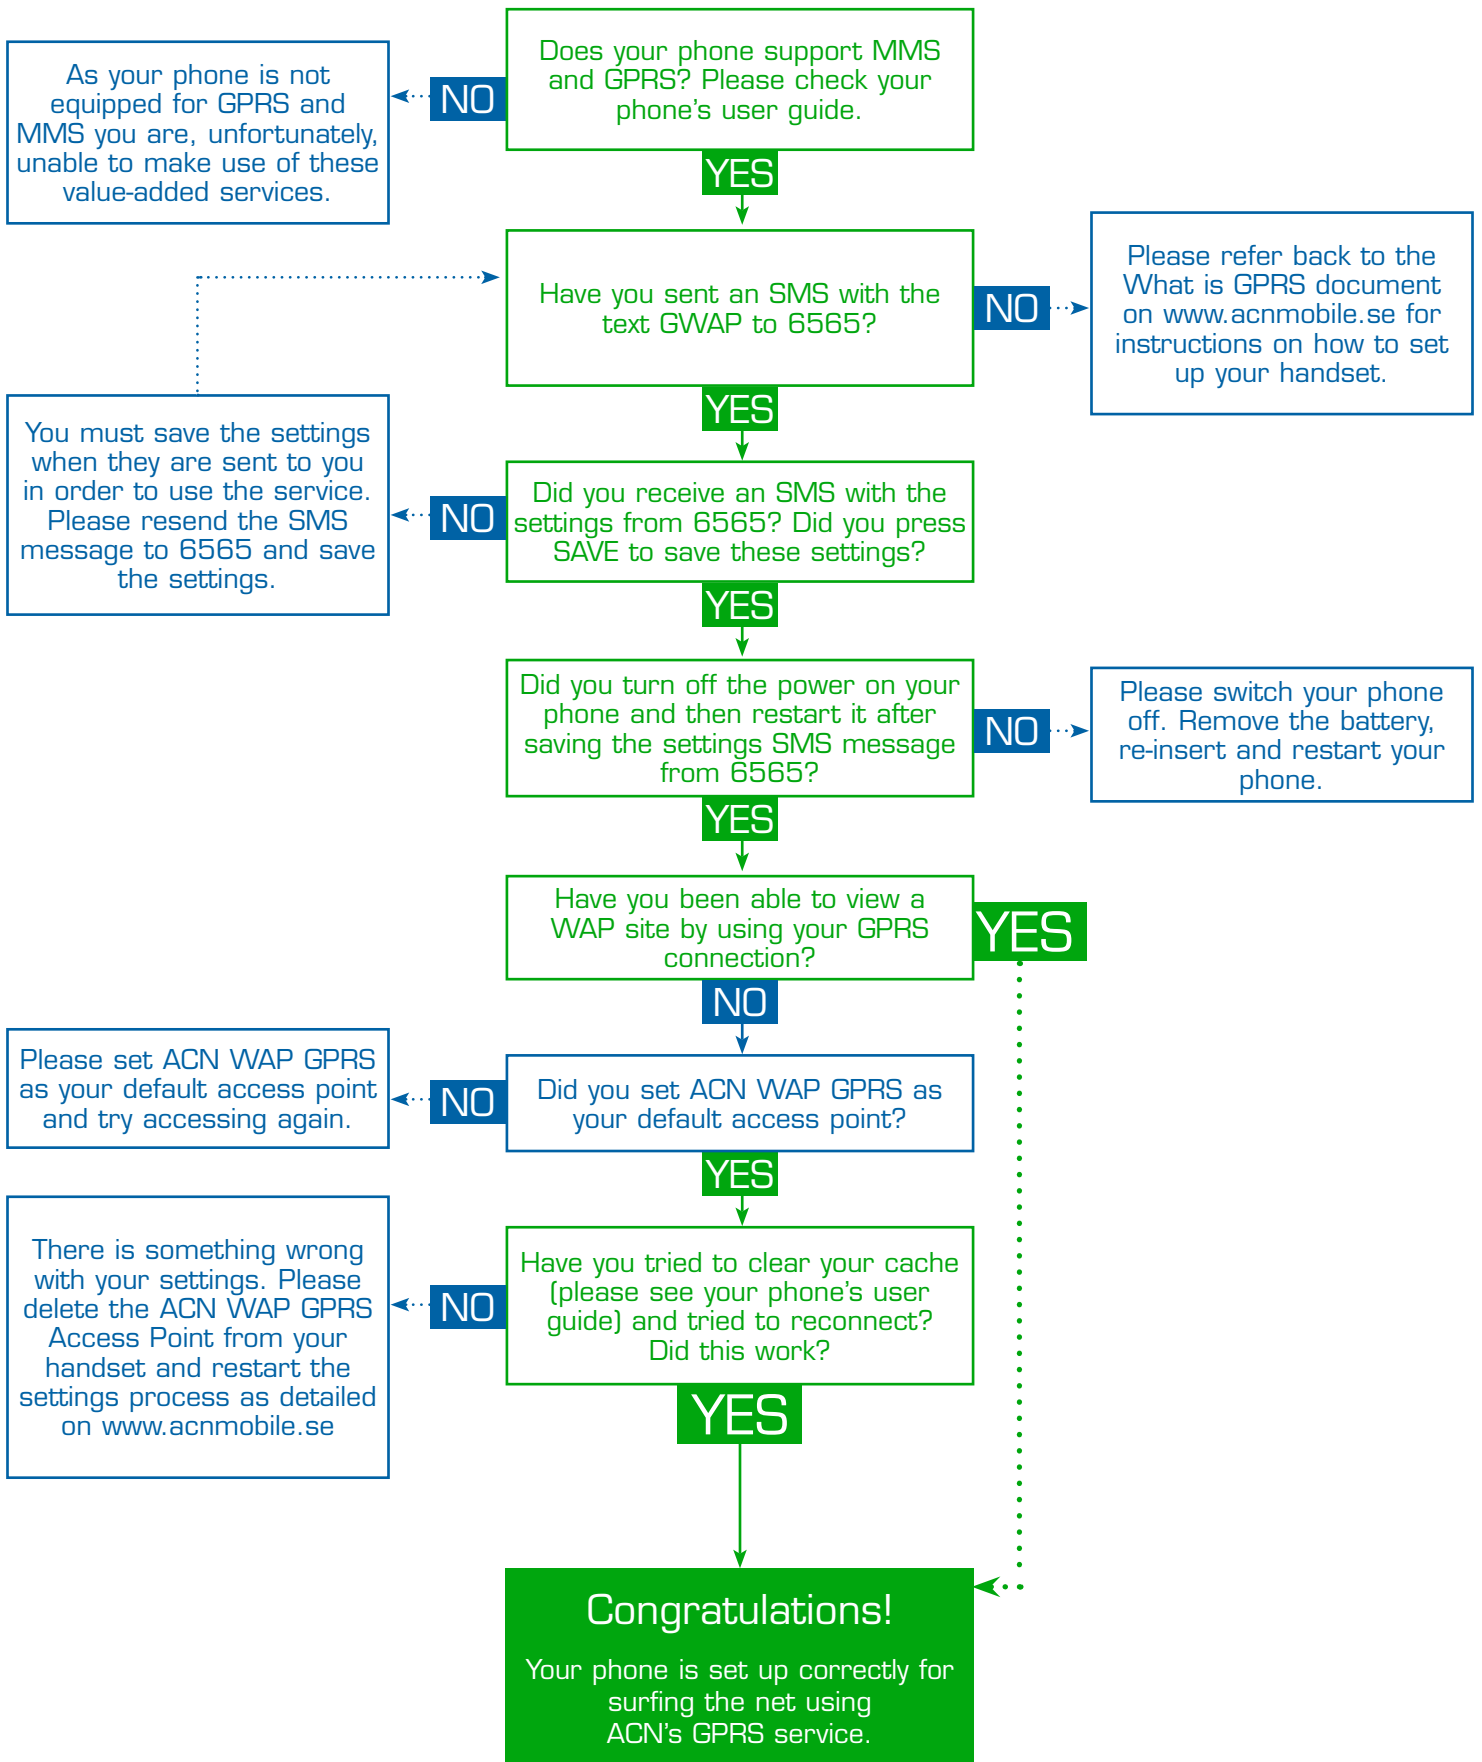 Does your phone support MMS
and GPRS? Please check your
phone's user guide.
NO
As your phone is not
equipped for GPRS and
MMS you are, unfortunately,
unable to make use of these
value-added services.
YES
Have you sent an SMS with the
text GWAP to 6565?
NO
Please refer back to the
What is GPRS document
on www.acnmobile.se for
instructions on how to set
up your handset.
YES
Did you receive an SMS with the
settings from 6565? Did you press
SAVE to save these settings?
NO
You must save the settings
when they are sent to you
in order to use the service.
Please resend the SMS
message to 6565 and save
the settings.
YES
Did you turn off the power on your
phone and then restart it after
saving the settings SMS message
from 6565?
NO
Please switch your phone
off. Remove the battery,
re-insert and restart your
phone.
YES
Have you been able to view a
WAP site by using your GPRS
connection?
YES
NO
Did you set ACN WAP GPRS as
your default access point?
NO
Please set ACN WAP GPRS
as your default access point
and try accessing again.
YES
Have you tried to clear your cache
(please see your phone's user
guide) and tried to reconnect?
Did this work?
NO
There is something wrong
with your settings. Please
delete the ACN WAP GPRS
Access Point from your
handset and restart the
settings process as detailed
on www.acnmobile.se
YES
Congratulations!
Your phone is set up correctly for
surfing the net using
ACN's GPRS service.